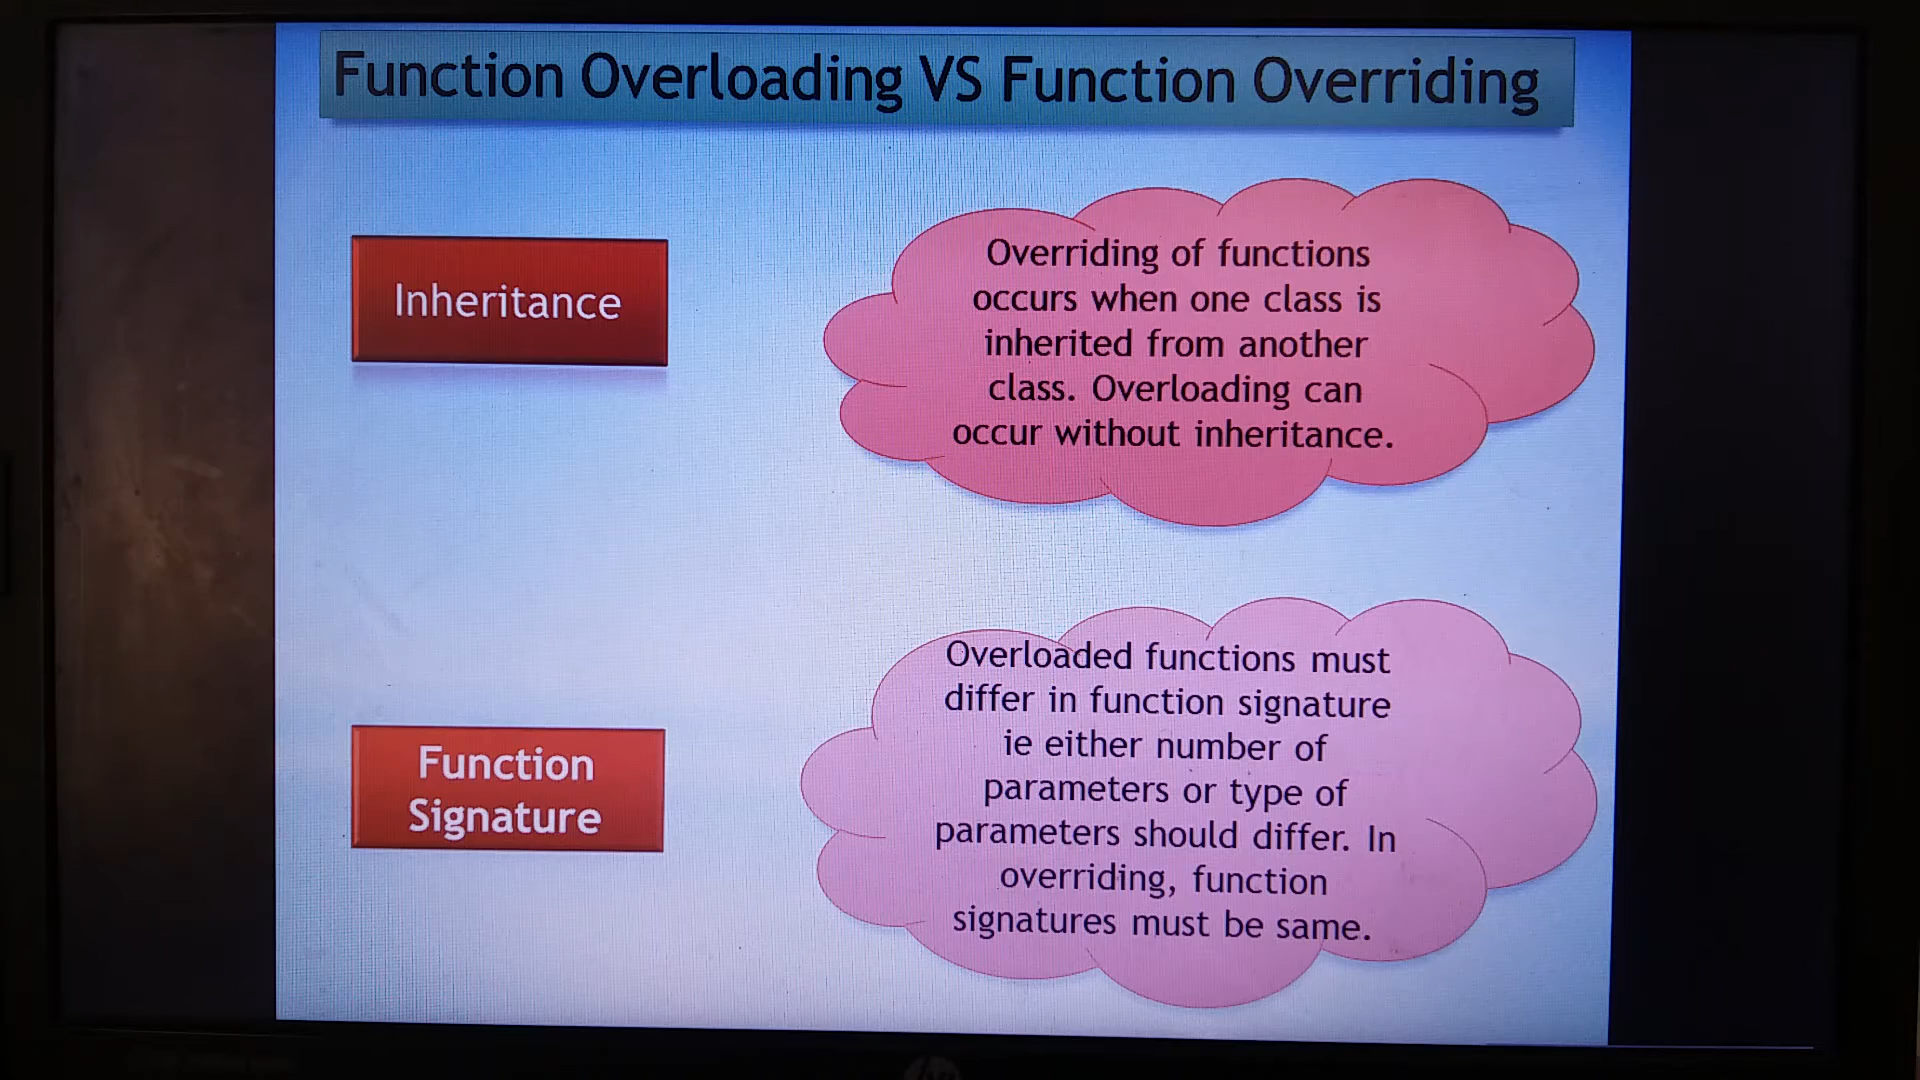 Function Overloading VS Function Overriding
Inheritance
Overriding of functions
occurs when one class is
inherited from another
class. Overloading can
occur without inheritance.
Function
Signature
Overloaded functions must
differ in function signature
ie either number of
parameters or type of
parameters should differ. In
overriding, function
signatures must be same.
hp